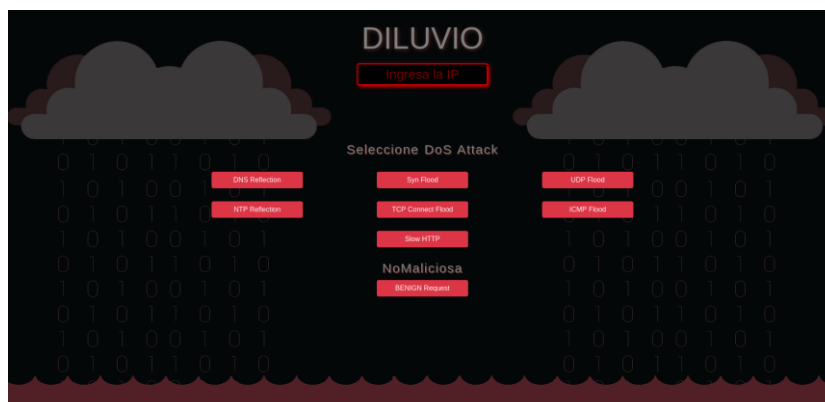 DILUVIO
Ingresa la IP
Seleccione DoS Attack
DNS Reflection
Syn Flood
UDP Flood
NTP Reflection
TCP Connect Flood
ICMP Flood
Slow HTTP
NoMaliciosa
BENIGN Request